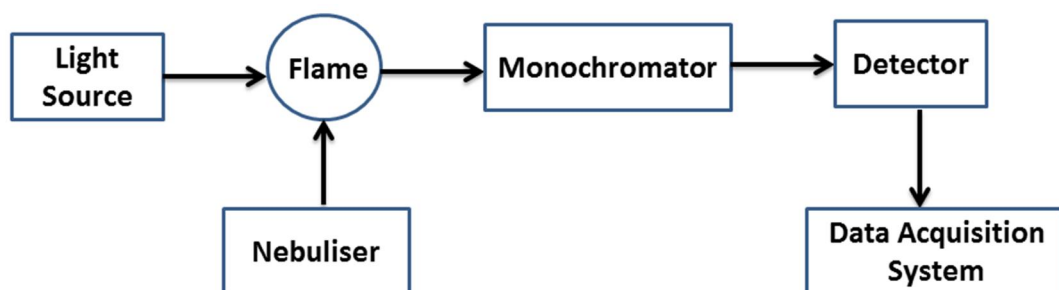 Light
Source
Flame
Monochromator
Detector
Nebuliser
Data Acquisition
System